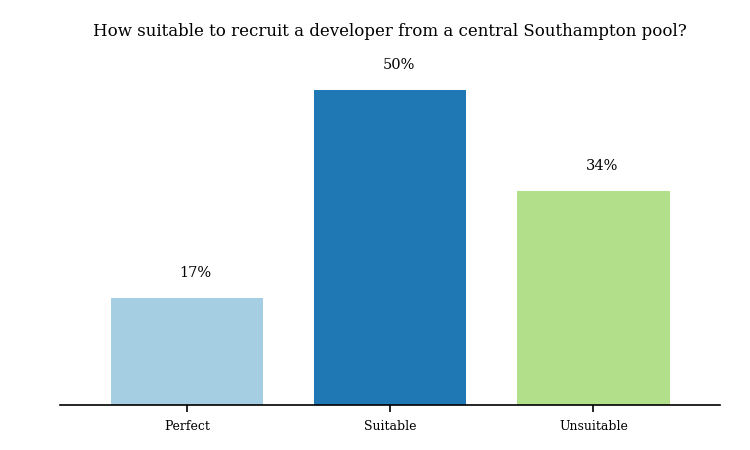 How suitable to recruit a developer from a central Southampton pool?
50%
34%
17%
Perfect
Suitable
Unsuitable